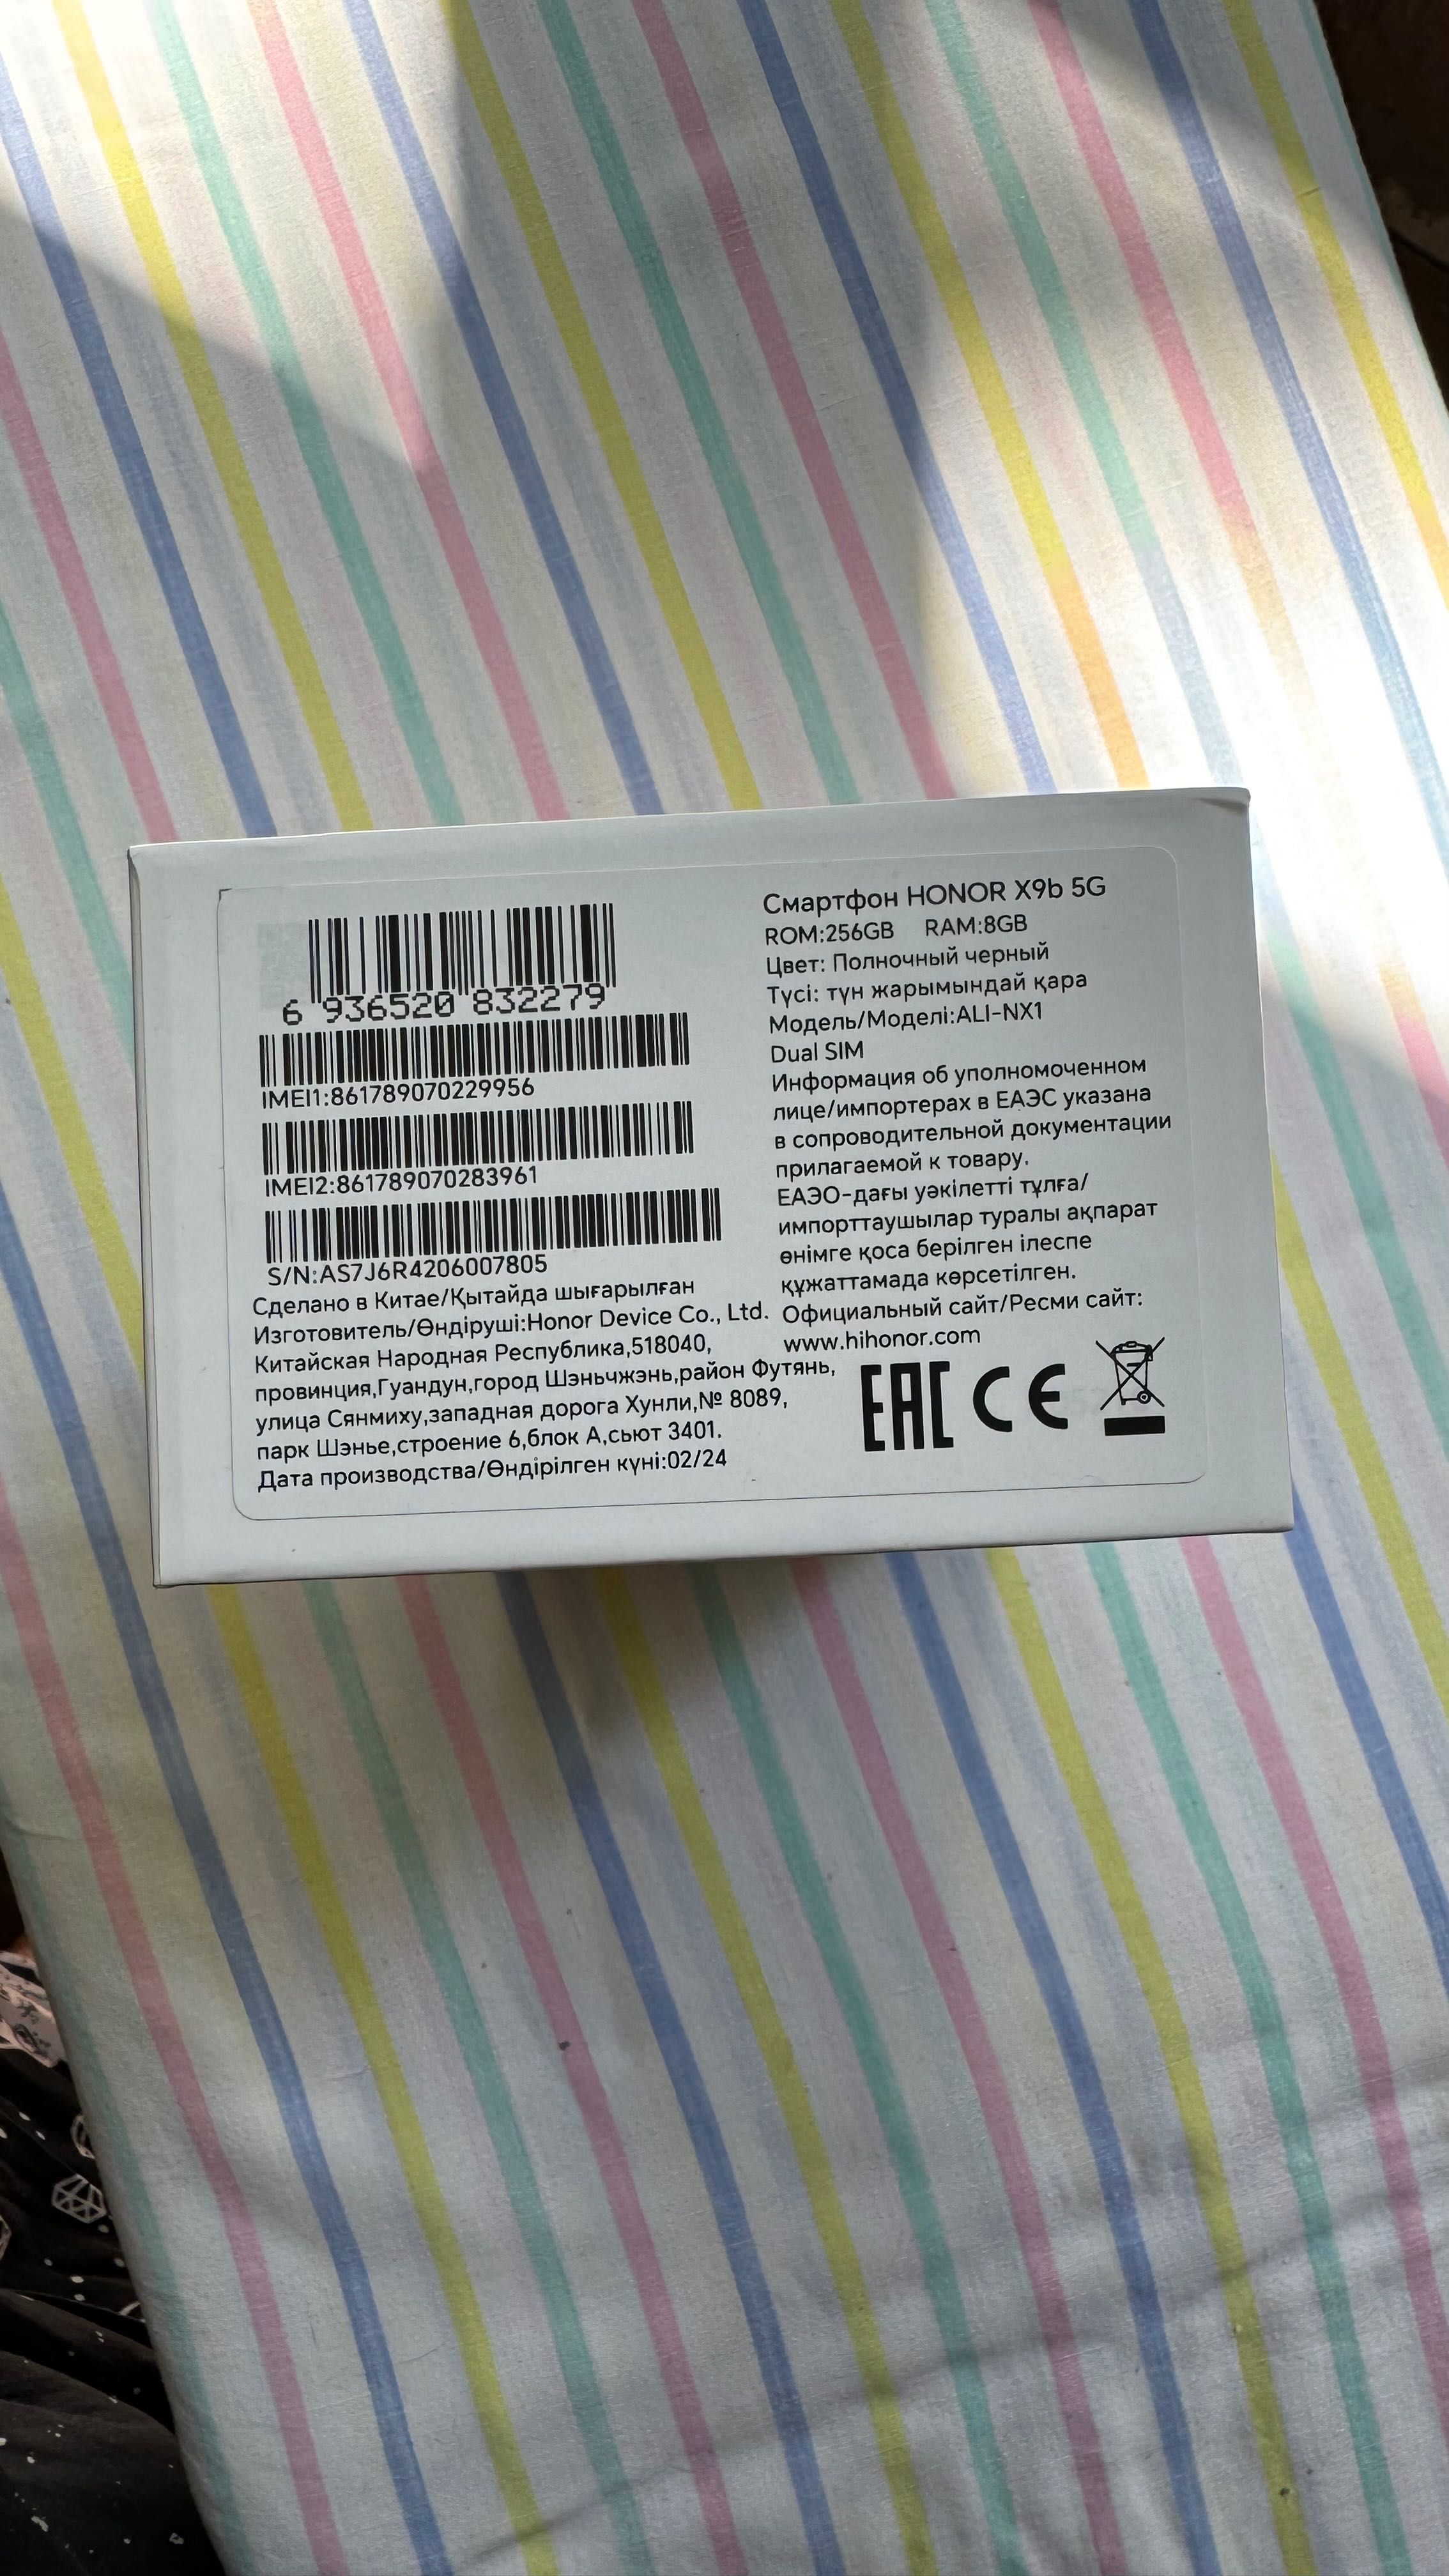 6 936520 832279
IMEI1:861789070229956
IMEI2:861789070283961
S/N:AS7J6R4206007805
Сделано в Китае/Қытайда шығарылған
Изготовитель/Өндіруші:Honor Device Co., Ltd.
Китайская Народная Республика,518040,
провинция,Гуандун,город Шэньчжэнь,район Футянь,
улица Сянмиху,западная дорога Хунли,№ 8089,
парк Шэнье,строение 6,блок А,сьют 3401.
Дата производства/Өндірілген күні:02/24
Смартфон HONOR X9b 5G
ROM:256GB RAM:8GB
Цвет: Полночный черный
Түсі: түн жарымындай қара
Модель/Моделі:ALI-NX1
Dual SIM
Информация об уполномоченном
лице/импортерах в ЕАЭС указана
в сопроводительной документации
прилагаемой к товару.
ЕАЭО-дағы уәкілетті тұлға/
импорттаушылар туралы ақпарат
өнімге қоса берілген ілеспе
құжаттамада көрсетілген.
Официальный сайт/Ресми сайт:
www.hihonor.com
EAC CE